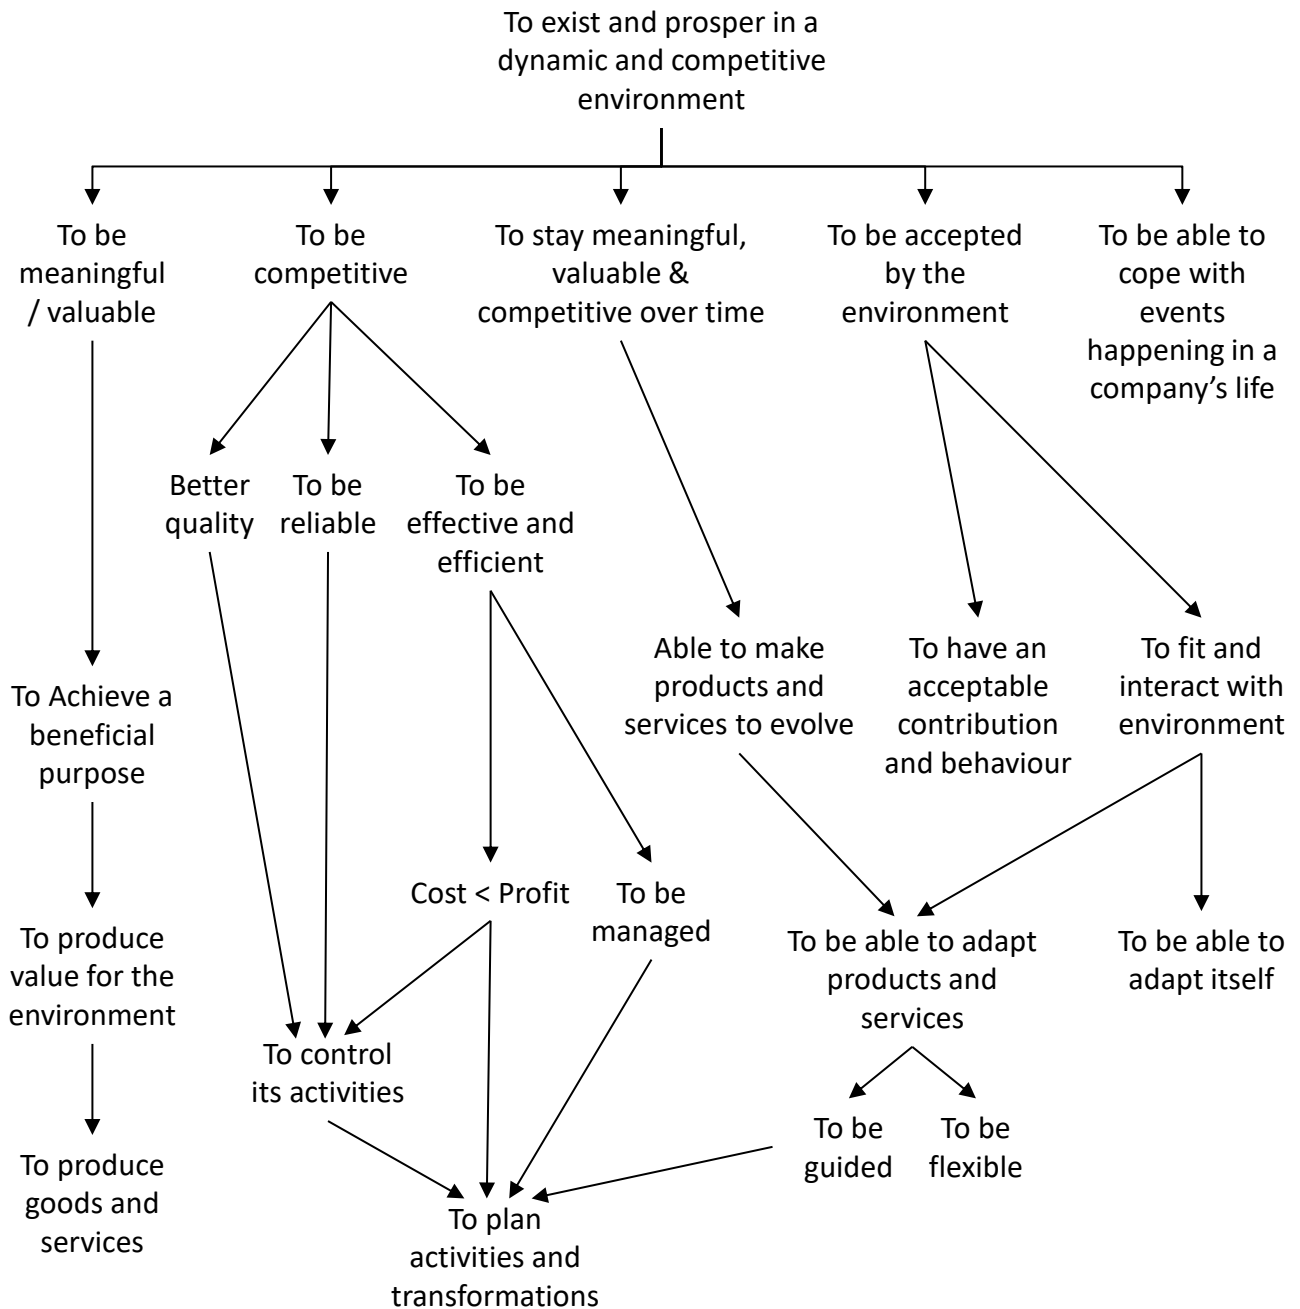 To exist and prosper in a
dynamic and competitive
environment
To be
meaningful
/ valuable
To be
competitive
To stay meaningful,
valuable &
competitive over time
To be accepted
by the
environment
To be able to
cope with
events
happening in a
company’s life
Better
quality
To be
reliable
To be
effective and
efficient
Able to make
products and
services to evolve
To have an
acceptable
contribution
and behaviour
To fit and
interact with
environment
To Achieve a
beneficial
purpose
Cost < Profit
To be
managed
To produce
value for the
environment
To be able to adapt
products and
services
To be able to
adapt itself
To control
its activities
To be
guided
To be
flexible
To produce
goods and
services
To plan
activities and
transformations